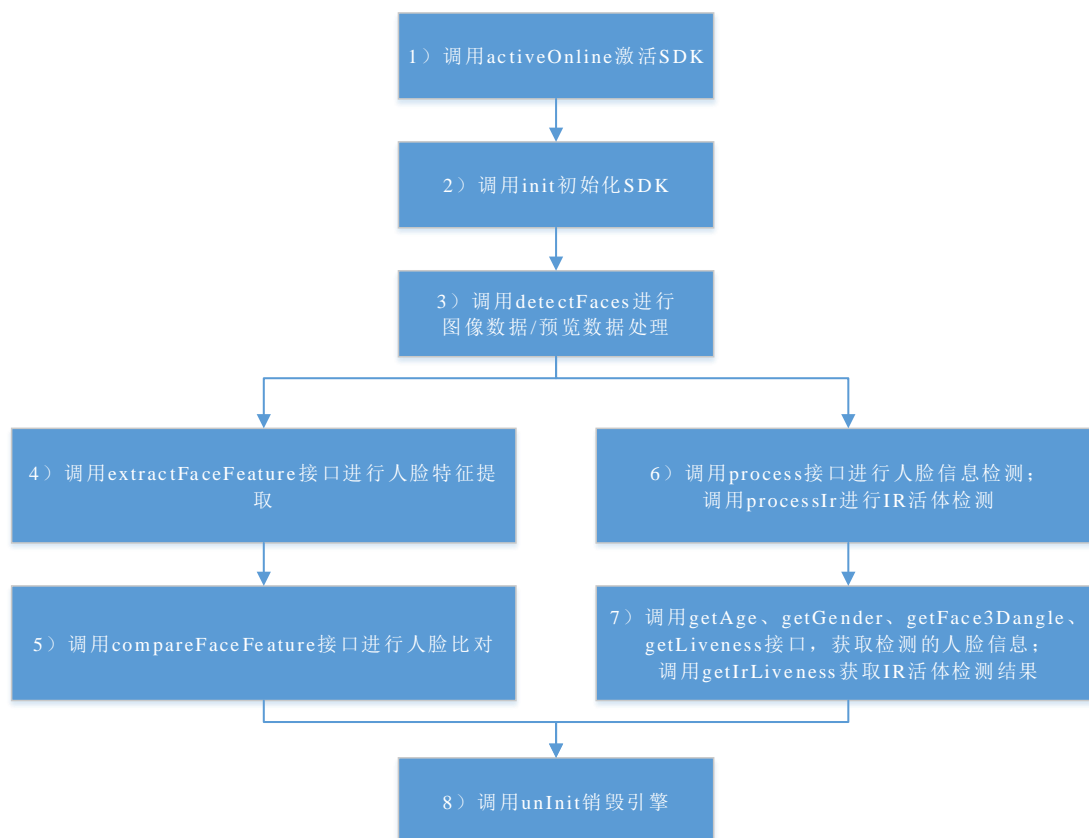 1）调用activeOnline激活SDK
2）调用init初始化SDK
3）调用detectFaces进行
图像数据/预览数据处理
4）调用extractFaceFeature接口进行人脸特征提
取
5）调用compareFaceFeature接口进行人脸比对
6）调用process接口进行人脸信息检测；
调用processIr进行IR活体检测
7）调用getAge、getGender、getFace3Dangle、
getLiveness接口，获取检测的人脸信息；
调用getIrLiveness获取IR活体检测结果
8）调用unInit销毁引擎